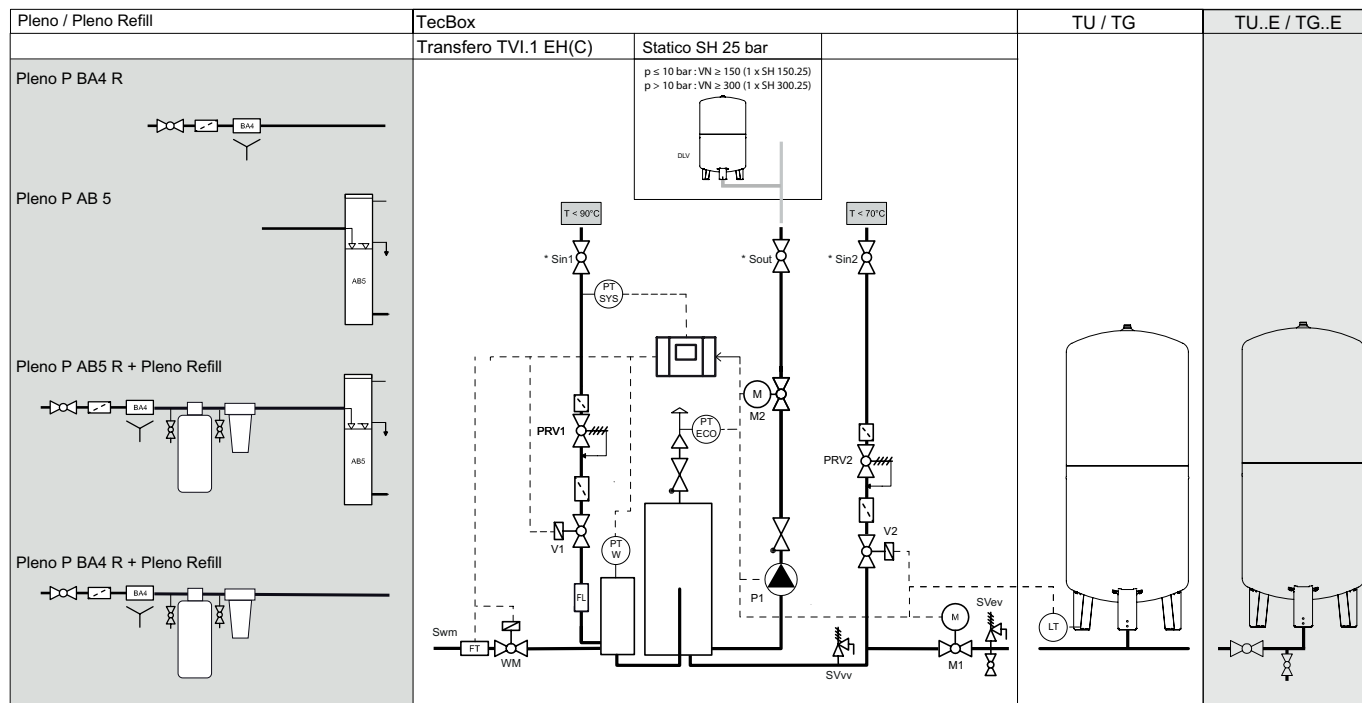 Pleno / Pleno Refill
TecBox
TU / TG
TU..E / TG..E
Transfero TVI.1 EH(C)
Statico SH 25 bar
p ≤ 10 bar : VN ≥ 150 (1 x SH 150.25)
p > 10 bar : VN ≥ 300 (1 x SH 300.25)
DLV
Pleno P BA4 R
BA4
Pleno P AB 5
AB5
Pleno P AB5 R + Pleno Refill
BA4
AB5
Pleno P BA4 R + Pleno Refill
BA4
T < 90°C
T < 70°C
* Sin1
* Sout
* Sin2
PT
SYS
M
M2
PRV1
PT
ECO
PRV2
V1
PT
W
V2
FL
P1
Swm
FT
WM
SVvv
M
M1
SVev
LT